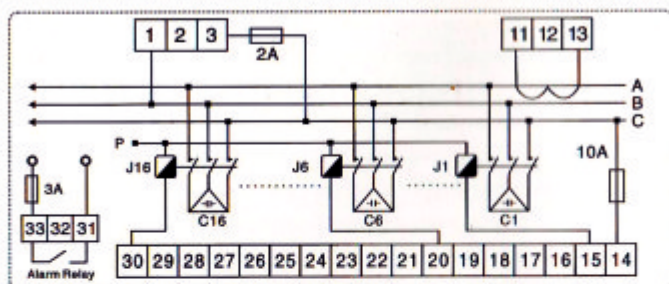 1 2 3
11 12 13
2A
A
B
C
P
J16
J6
J1
10A
3A
C16
C6
C1
33 32 31
Alarm Relay
30 29 28 27 26 25 24 23 22 21 20 19 18 17 16 15 14